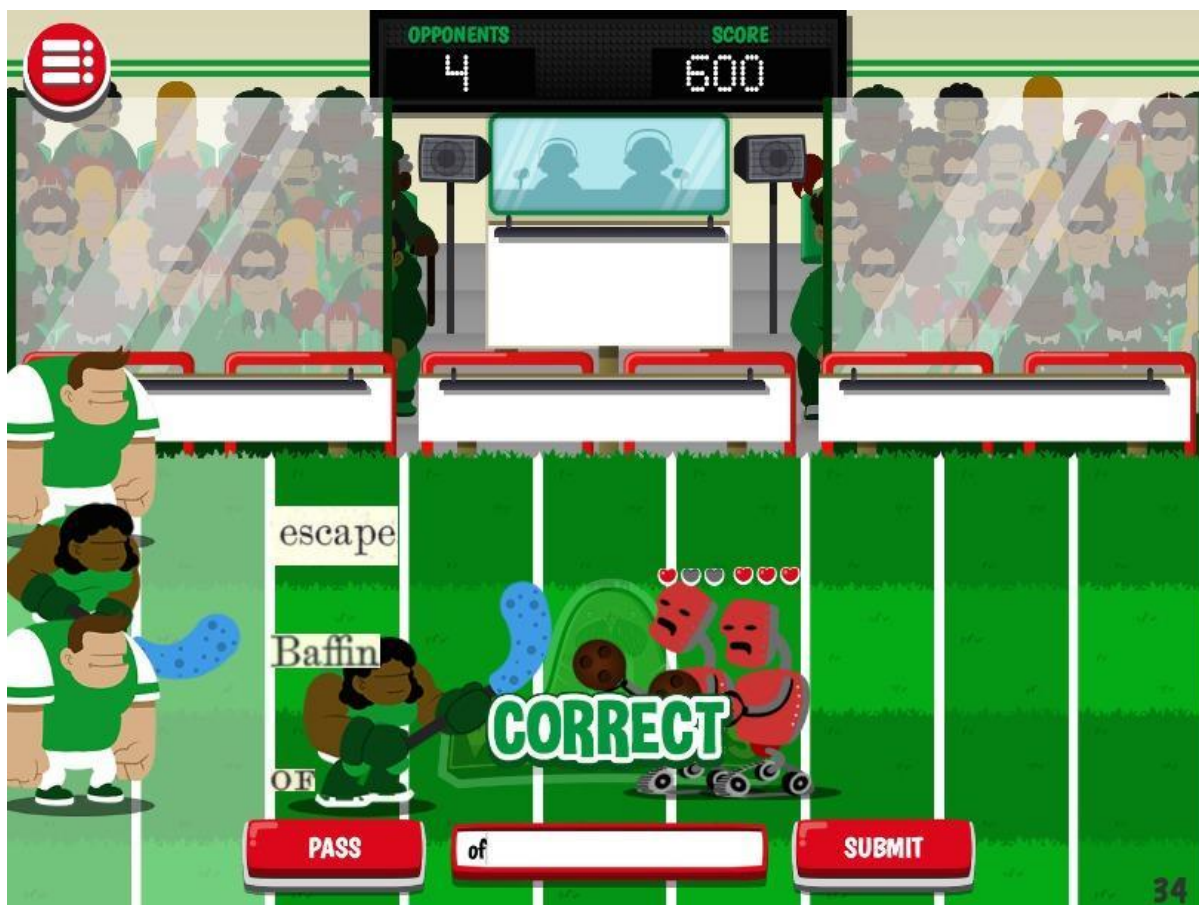 OPPONENTS SCORE
4 600
escape
Baffin
OF
CORRECT
PASS of SUBMIT
34